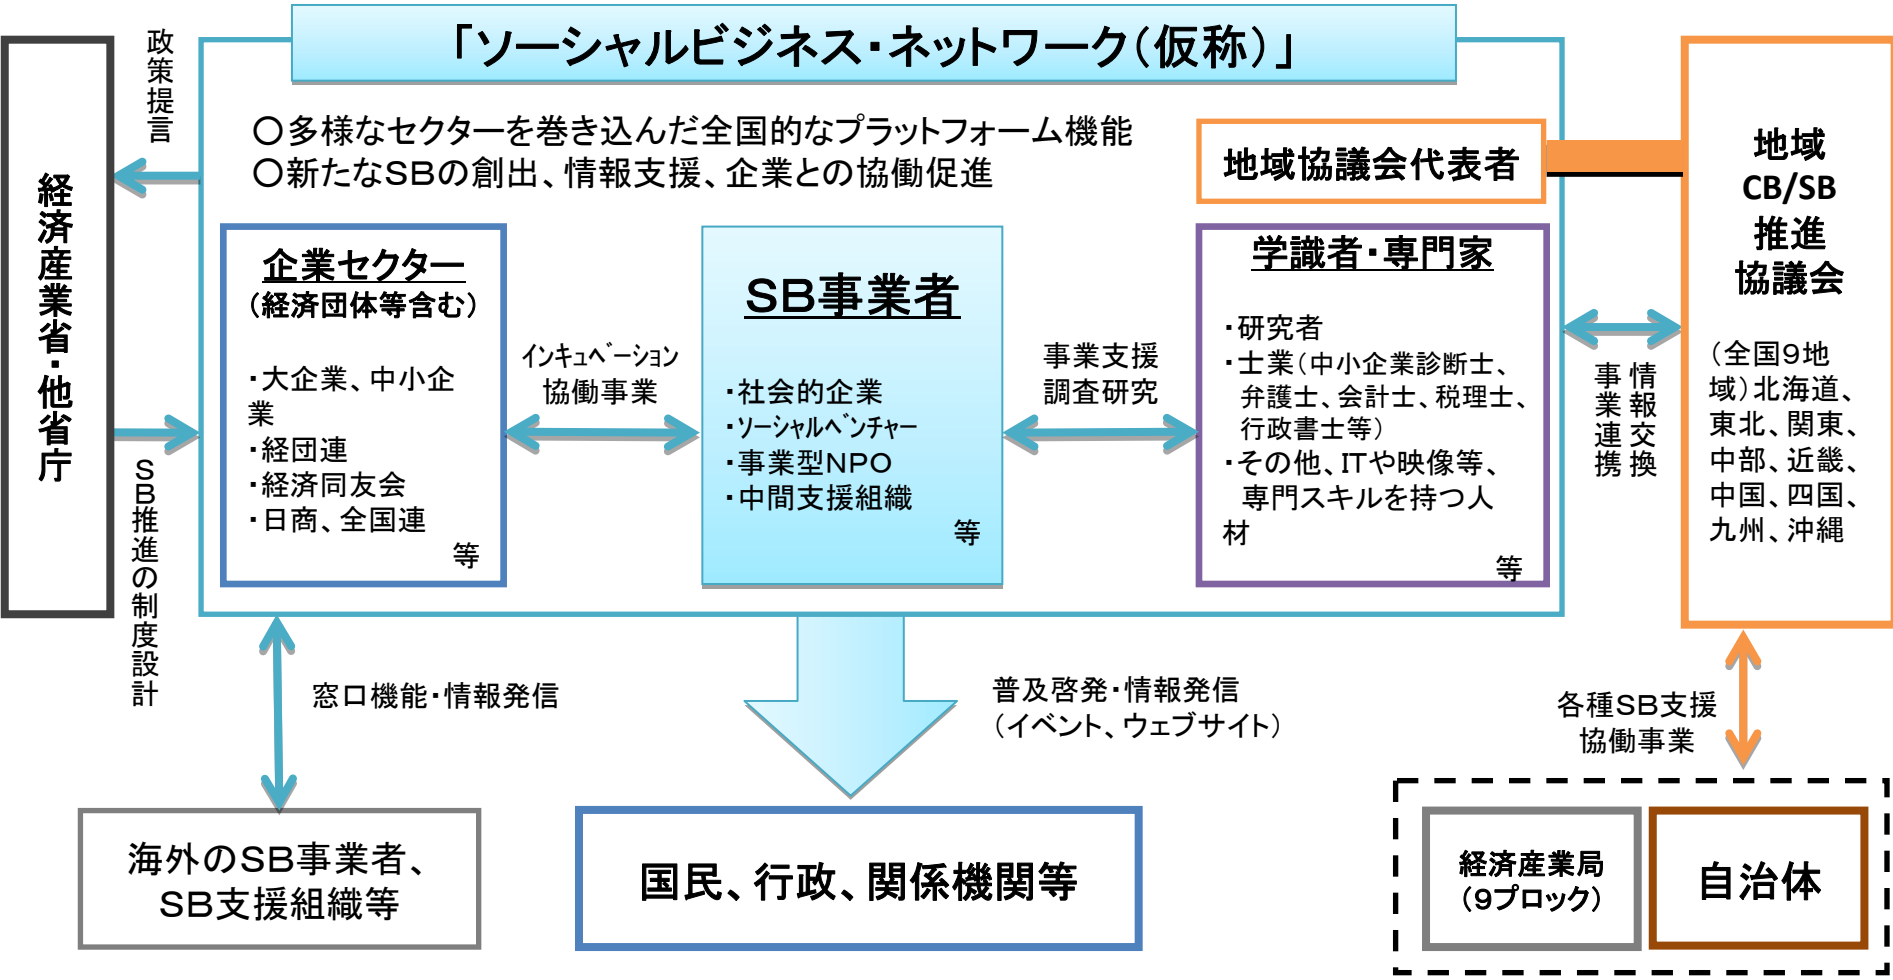 「ソーシャルビジネス・ネットワーク（仮称）」
○多様なセクターを巻き込んだ全国的なプラットフォーム機能
○新たなSBの創出、情報支援、企業との協働促進
政策提言
経済産業省・他省庁
SB推進の制度設計
企業セクター
（経済団体等含む）
・大企業、中小企
業
・経団連
・経済同友会
・日商、全国連
等
ｲﾝｷｭﾍﾞｰｼｮﾝ
協働事業
SB事業者
・社会的企業
・ｿｰｼｬﾙﾍﾞﾝﾁｬｰ
・事業型NPO
・中間支援組織
等
事業支援
調査研究
地域協議会代表者
学識者・専門家
・研究者
・士業（中小企業診断士、
弁護士、会計士、税理士、
行政書士等）
・その他、ITや映像等、
専門スキルを持つ人
材
等
情報交換
事業連携
地域
CB/SB
推進
協議会
（全国９地
域）北海道、
東北、関東、
中部、近畿、
中国、四国、
九州、沖縄
窓口機能・情報発信
普及啓発・情報発信
（イベント、ウェブサイト）
各種SB支援
協働事業
海外のSB事業者、
SB支援組織等
国民、行政、関係機関等
経済産業局
（９ブロック）
自治体